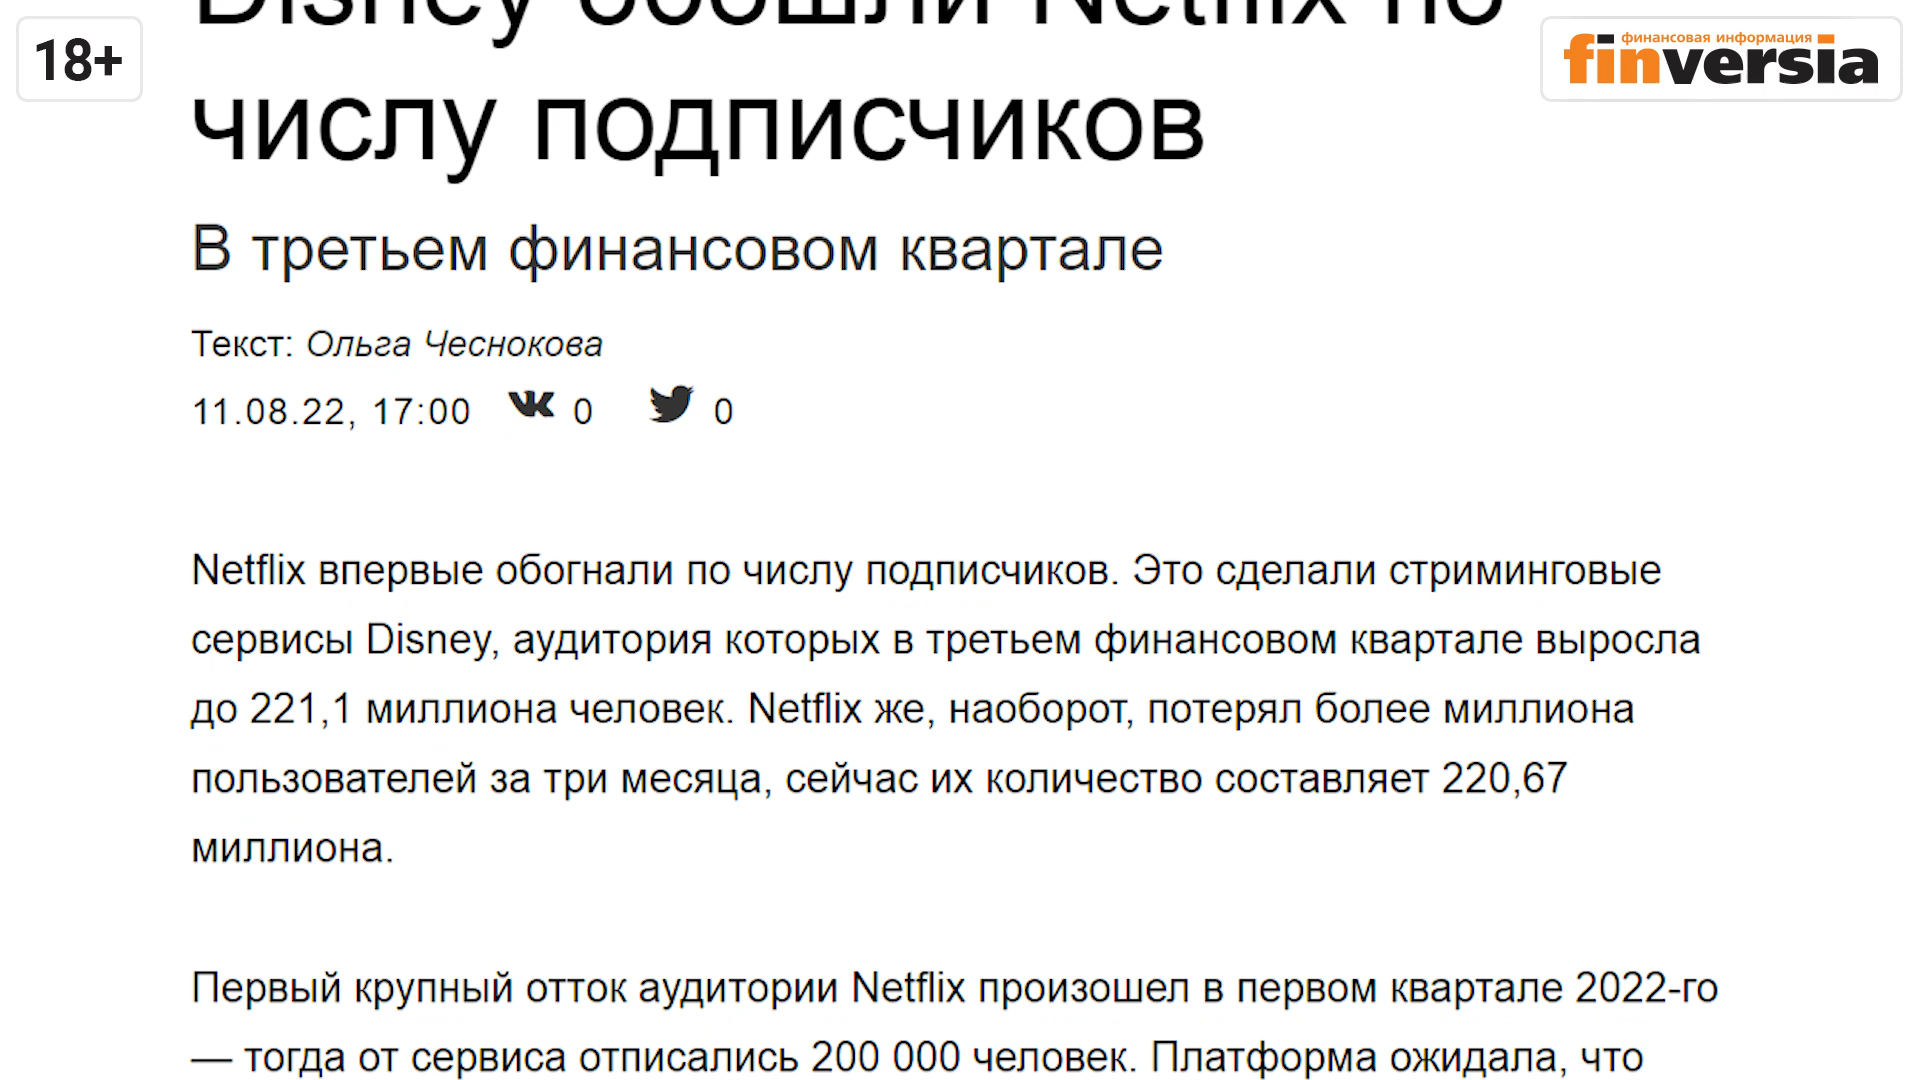 Disney обошли Netflix по
числу подписчиков
18+
финансовая информация
finversia
В третьем финансовом квартале
Текст: Ольга Чеснокова
11.08.22, 17:00 0 0
Netflix впервые обогнали по числу подписчиков. Это сделали стриминговые
сервисы Disney, аудитория которых в третьем финансовом квартале выросла
до 221,1 миллиона человек. Netflix же, наоборот, потерял более миллиона
пользователей за три месяца, сейчас их количество составляет 220,67
миллиона.
Первый крупный отток аудитории Netflix произошел в первом квартале 2022-го
— тогда от сервиса отписались 200 000 человек. Платформа ожидала, что